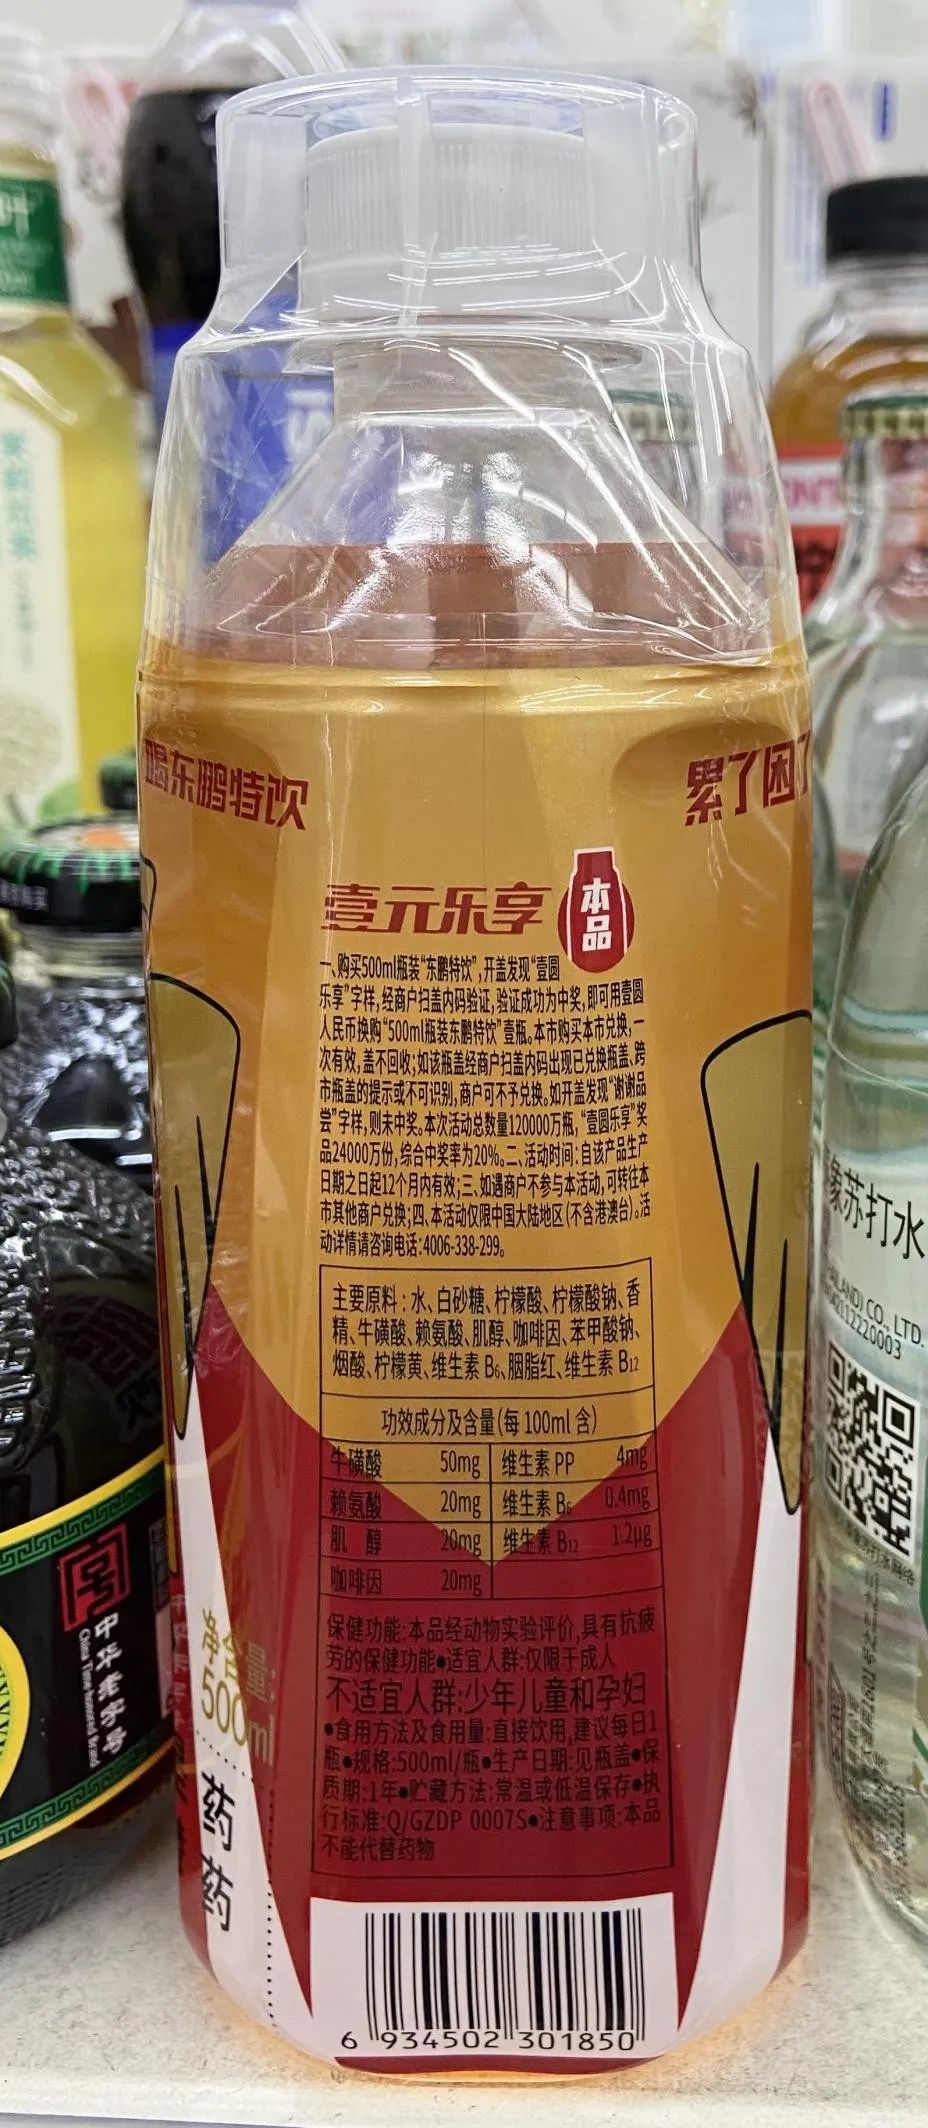 喝东鹏特饮
累了困了
壹元乐享
本品
一、购买500ml瓶装“东鹏特饮”,开盖发现“壹圆
乐享”字样,经商户扫盖内码验证,验证成功为中奖,即可用壹圆
人民币换购“500ml瓶装东鹏特饮”壹瓶。本市购买本市兑换,一
次有效,盖不回收;如该瓶盖经商户扫盖内码出现已兑换瓶盖、跨
市瓶盖的提示或不可识别,商户可不予兑换。如开盖发现“谢谢品
尝”字样,则未中奖。本次活动总数量120000万瓶,“壹圆乐享”奖
品24000万份,综合中奖率为20%。二、活动时间:自该产品生产
日期之日起12个月内有效;三、如遇商户不参与本活动,可转往本
市其他商户兑换;四、本活动仅限中国大陆地区(不含港澳台)。活
动详情请咨询电话:4006-338-299。
主要原料:水、白砂糖、柠檬酸、柠檬酸钠、香
精、牛磺酸、赖氨酸、肌醇、咖啡因、苯甲酸钠、
烟酸、柠檬黄、维生素 B₆、胭脂红、维生素 B₁₂
功效成分及含量(每 100ml 含)
牛磺酸 50mg 维生素 PP 4mg
赖氨酸 20mg 维生素 B₆ 0.4mg
肌 醇 20mg 维生素 B₁₂ 1.2μg
咖啡因 20mg
保健功能:本品经动物实验评价,具有抗疲
劳的保健功能●适宜人群:仅限于成人
不适宜人群:少年儿童和孕妇
●食用方法及食用量:直接饮用,建议每日1
瓶●规格:500ml/瓶●生产日期:见瓶盖●保
质期:1年●贮藏方法:常温或低温保存●执
行标准:Q/GZDP 0007S●注意事项:本品
不能代替药物
净含量:
500ml
药
药
6 934502 301850
中华老字号
China Time-honored Brand
象苏打水
CO., LTD.